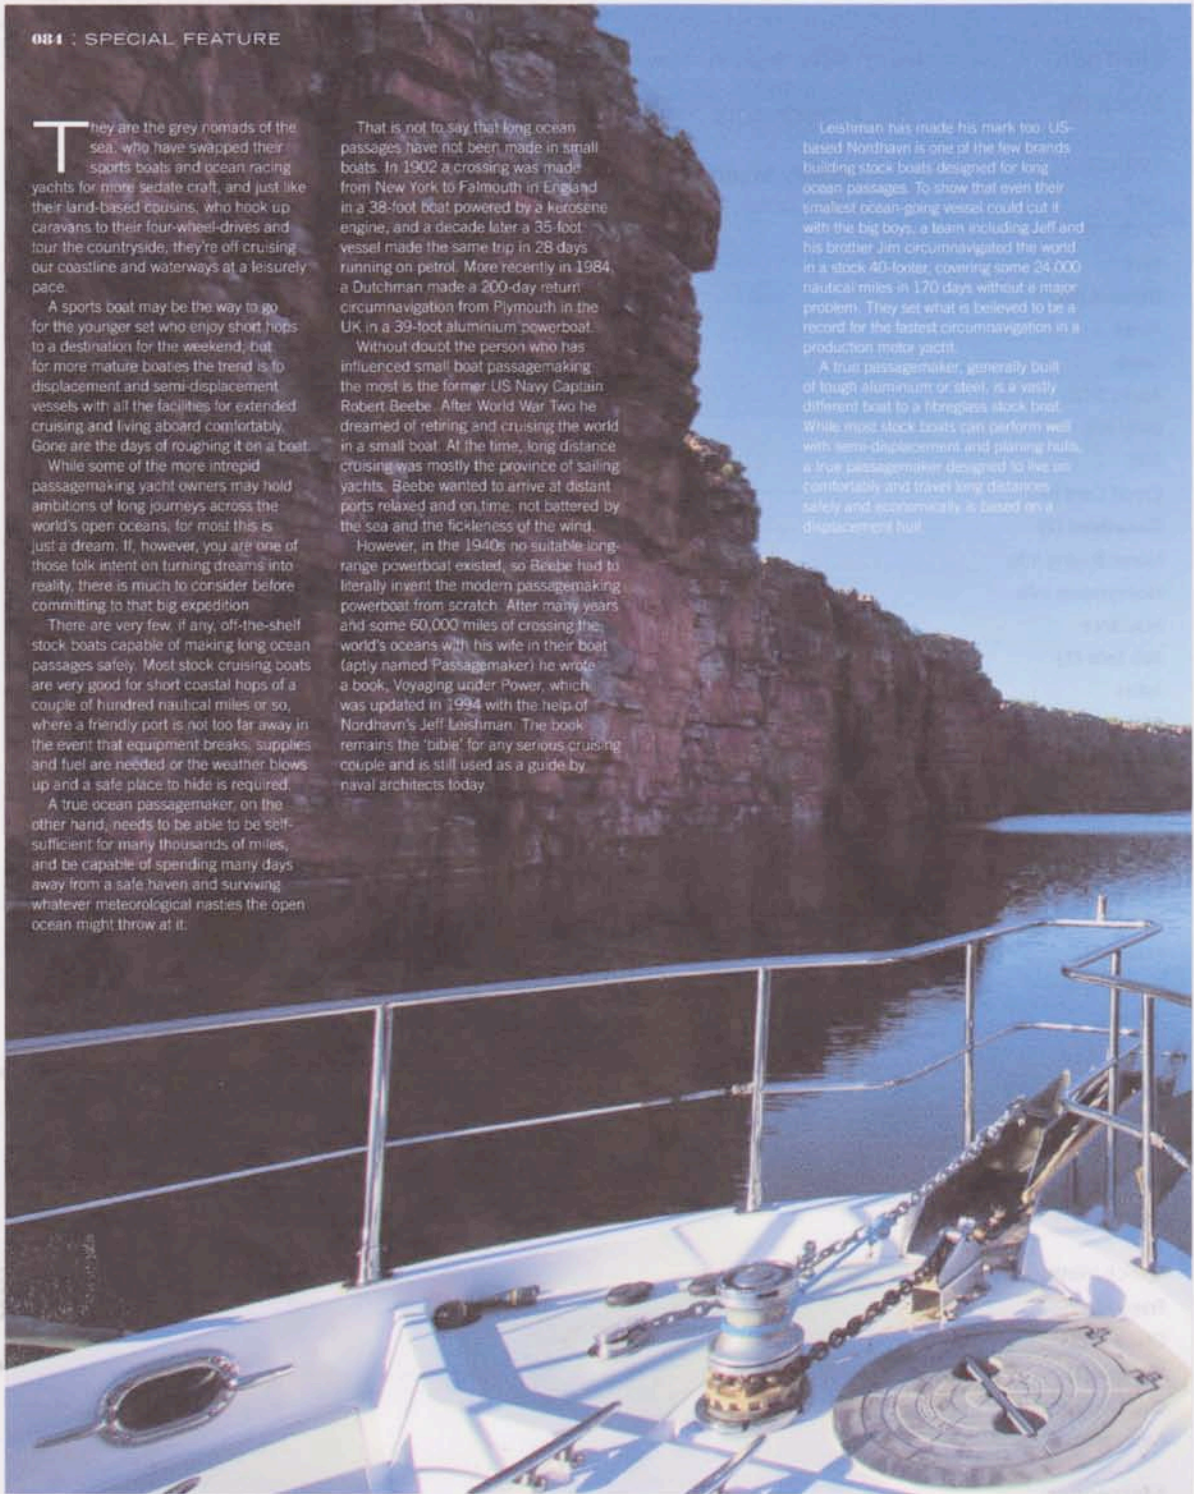 084 : SPECIAL FEATURE
They are the grey nomads of the
sea, who have swapped their
sports boats and ocean racing
yachts for more sedate craft, and just like
their land-based cousins, who hook up
caravans to their four-wheel-drives and
tour the countryside, they're off cruising
our coastline and waterways at a leisurely
pace.
A sports boat may be the way to go
for the younger set who enjoy short hops
to a destination for the weekend, but
for more mature boaties the trend is to
displacement and semi-displacement
vessels with all the facilities for extended
cruising and living aboard comfortably.
Gone are the days of roughing it on a boat.
While some of the more intrepid
passagemaking yacht owners may hold
ambitions of long journeys across the
world's open oceans, for most this is
just a dream. If, however, you are one of
those folk intent on turning dreams into
reality, there is much to consider before
committing to that big expedition.
There are very few, if any, off-the-shelf
stock boats capable of making long ocean
passages safely. Most stock cruising boats
are very good for short coastal hops of a
couple of hundred nautical miles or so,
where a friendly port is not too far away in
the event that equipment breaks, supplies
and fuel are needed or the weather blows
up and a safe place to hide is required.
A true ocean passagemaker, on the
other hand, needs to be able to be self-
sufficient for many thousands of miles,
and be capable of spending many days
away from a safe haven and surviving
whatever meteorological nasties the open
ocean might throw at it.
That is not to say that long ocean
passages have not been made in small
boats. In 1902 a crossing was made
from New York to Falmouth in England
in a 38-foot boat powered by a kerosene
engine, and a decade later a 35-foot
vessel made the same trip in 28 days
running on petrol. More recently in 1984,
a Dutchman made a 200-day return
circumnavigation from Plymouth in the
UK in a 39-foot aluminium powerboat.
Without doubt the person who has
influenced small boat passagemaking
the most is the former US Navy Captain
Robert Beebe. After World War Two he
dreamed of retiring and cruising the world
in a small boat. At the time, long distance
cruising was mostly the province of sailing
yachts. Beebe wanted to arrive at distant
ports relaxed and on time, not battered by
the sea and the fickleness of the wind.
However, in the 1940s no suitable long-
range powerboat existed, so Beebe had to
literally invent the modern passagemaking
powerboat from scratch. After many years
and some 60,000 miles of crossing the
world's oceans with his wife in their boat
(aptly named Passagemaker) he wrote
a book, Voyaging under Power, which
was updated in 1994 with the help of
Nordhavn's Jeff Leishman. The book
remains the 'bible' for any serious cruising
couple and is still used as a guide by
naval architects today.
Leishman has made his mark too. US-
based Nordhavn is one of the few brands
building stock boats designed for long
ocean passages. To show that even their
smallest ocean-going vessel could cut it
with the big boys, a team including Jeff and
his brother Jim circumnavigated the world
in a stock 40-footer, covering some 24,000
nautical miles in 170 days without a major
problem. They set what is believed to be a
record for the fastest circumnavigation in a
production motor yacht.
A true passagemaker, generally built
of tough aluminium or steel, is a vastly
different boat to a fibreglass stock boat.
While most stock boats can perform well
with semi-displacement and planing hulls,
a true passagemaker designed to live on
comfortably and travel long distances
safely and economically is based on a
displacement hull.